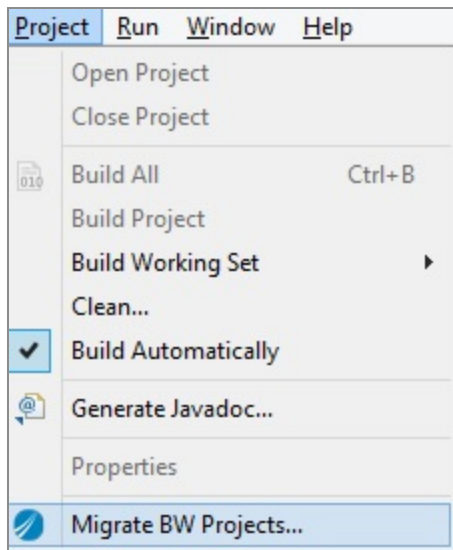 Project Run Window Help
Open Project
Close Project
010
Build All Ctrl+B
Build Project
Build Working Set
Clean...
Build Automatically
@ Generate Javadoc...
Properties
Migrate BW Projects...